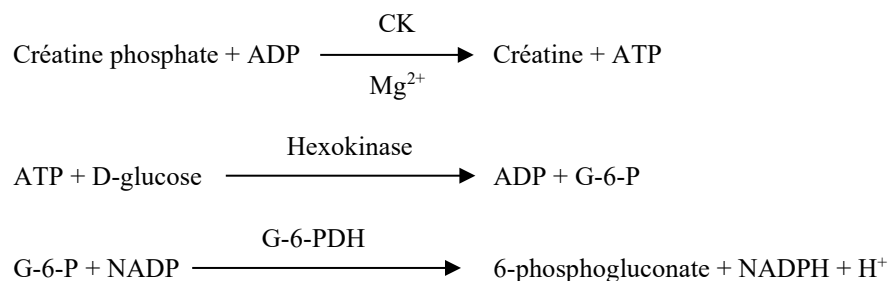 CK
Créatine phosphate + ADP Créatine + ATP
Mg²⁺
Hexokinase
ATP + D-glucose ADP + G-6-P
G-6-PDH
G-6-P + NADP 6-phosphogluconate + NADPH + H⁺